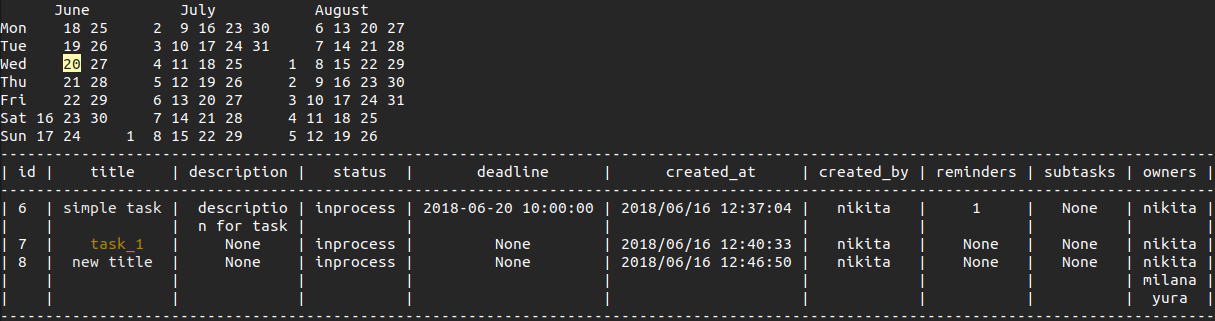 June          July           August
Mon    18 25     2  9 16 23 30     6 13 20 27
Tue    19 26     3 10 17 24 31     7 14 21 28
Wed    20 27     4 11 18 25     1  8 15 22 29
Thu    21 28     5 12 19 26     2  9 16 23 30
Fri    22 29     6 13 20 27     3 10 17 24 31
Sat 16 23 30     7 14 21 28     4 11 18 25
Sun 17 24     1  8 15 22 29     5 12 19 26
| id |    title    | description |  status  |      deadline       |     created_at      | created_by | reminders | subtasks | owners |
| 6  | simple task |  descriptio | inprocess | 2018-06-20 10:00:00 | 2018/06/16 12:37:04 |   nikita   |     1     |   None   | nikita |
|    |             |  n for task |           |                     |                     |            |           |          |        |
| 7  |   task_1    |    None     | inprocess |        None         | 2018/06/16 12:40:33 |   nikita   |   None    |   None   | nikita |
| 8  |  new title  |    None     | inprocess |        None         | 2018/06/16 12:46:50 |   nikita   |   None    |   None   | nikita |
|    |             |             |           |                     |                     |            |           |          | milana |
|    |             |             |           |                     |                     |            |           |          |  yura  |